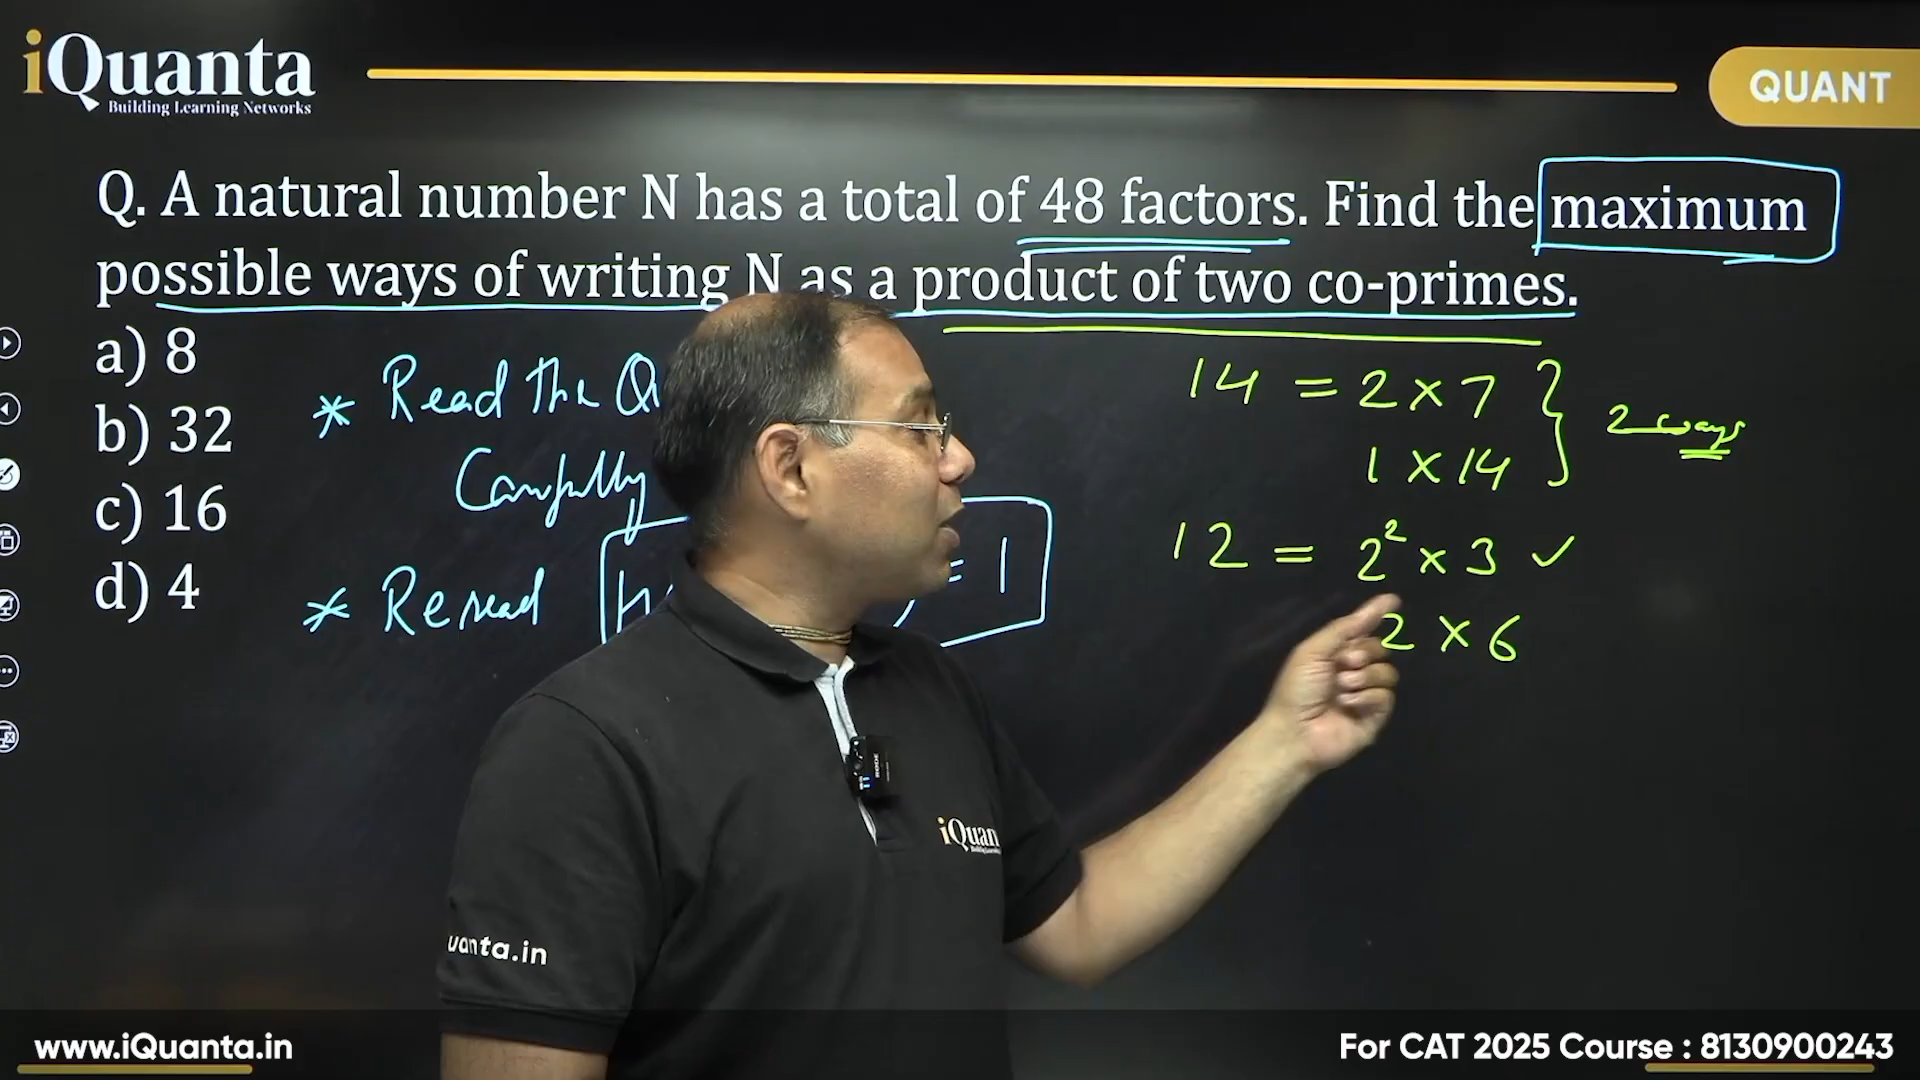 iQuanta
Building Learning Networks
QUANT
Q. A natural number N has a total of 48 factors. Find the maximum
possible ways of writing N as a product of two co-primes.
a) 8
b) 32
c) 16
d) 4
* Read The
Carefully
* Reread
= 1
14 = 2 × 7
1 × 14
2 ways
12 = 2² × 3 ✓
2 × 6
iQuan
uanta.in
www.iQuanta.in
For CAT 2025 Course : 8130900243